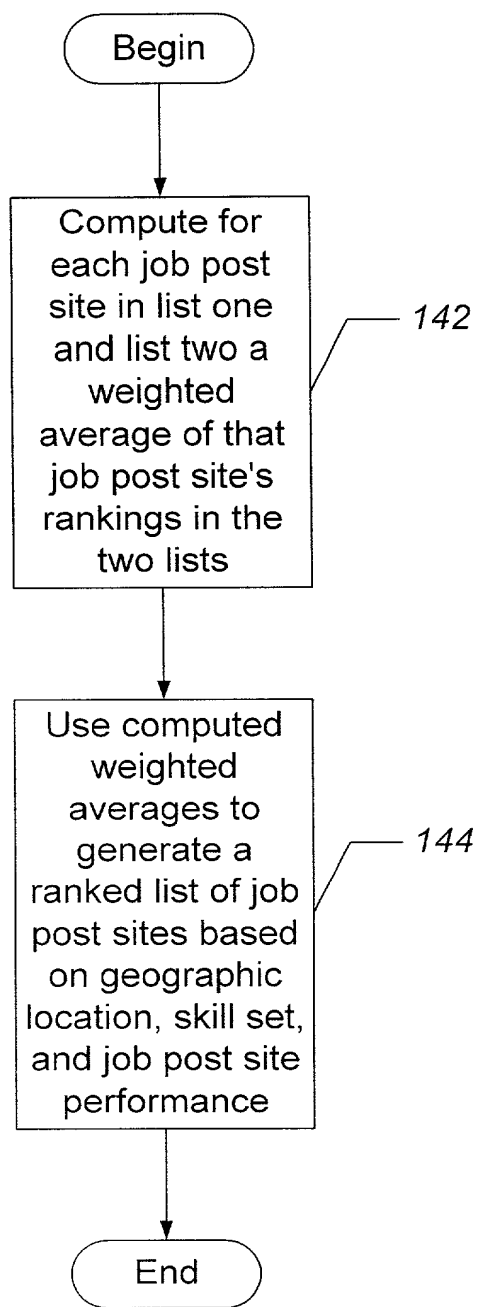 Begin
Compute for
each job post
site in list one
and list two a
weighted
average of that
job post site's
rankings in the
two lists
142
Use computed
weighted
averages to
generate a
ranked list of job
post sites based
on geographic
location, skill set,
and job post site
performance
144
End